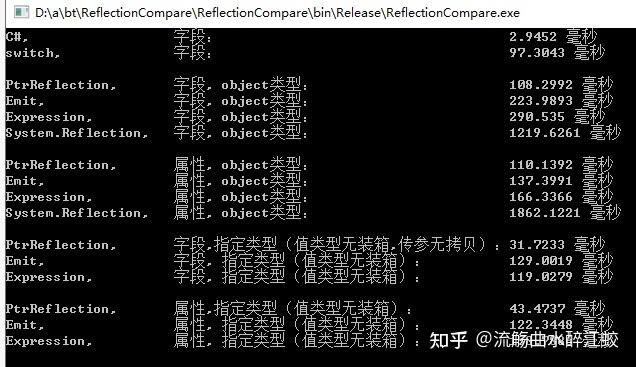 D:\a\bt\ReflectionCompare\ReflectionCompare\bin\Release\ReflectionCompare.exe
C#, 字段: 2.9452 毫秒
switch, 97.3043 毫秒
PtrReflection, 字段, object类型: 108.2992 毫秒
Emit, 字段, object类型: 223.9893 毫秒
Expression, 字段, object类型: 290.535 毫秒
System.Reflection, 字段, object类型: 1219.6261 毫秒
PtrReflection, 属性, object类型: 110.1392 毫秒
Emit, 属性, object类型: 137.3991 毫秒
Expression, 属性, object类型: 166.3366 毫秒
System.Reflection, 属性, object类型: 1862.1221 毫秒
PtrReflection, 字段,指定类型（值类型无装箱,传参无拷贝）: 31.7233 毫秒
Emit, 字段, 指定类型（值类型无装箱）: 129.0019 毫秒
Expression, 字段, 指定类型（值类型无装箱）: 119.0279 毫秒
PtrReflection, 属性,指定类型（值类型无装箱）: 43.4737 毫秒
Emit, 属性, 指定类型（值类型无装箱）: 122.3448 毫秒
Expression, 属性, 指定类型（值类型无装箱）:
知乎 @流觞曲水醉江蛟